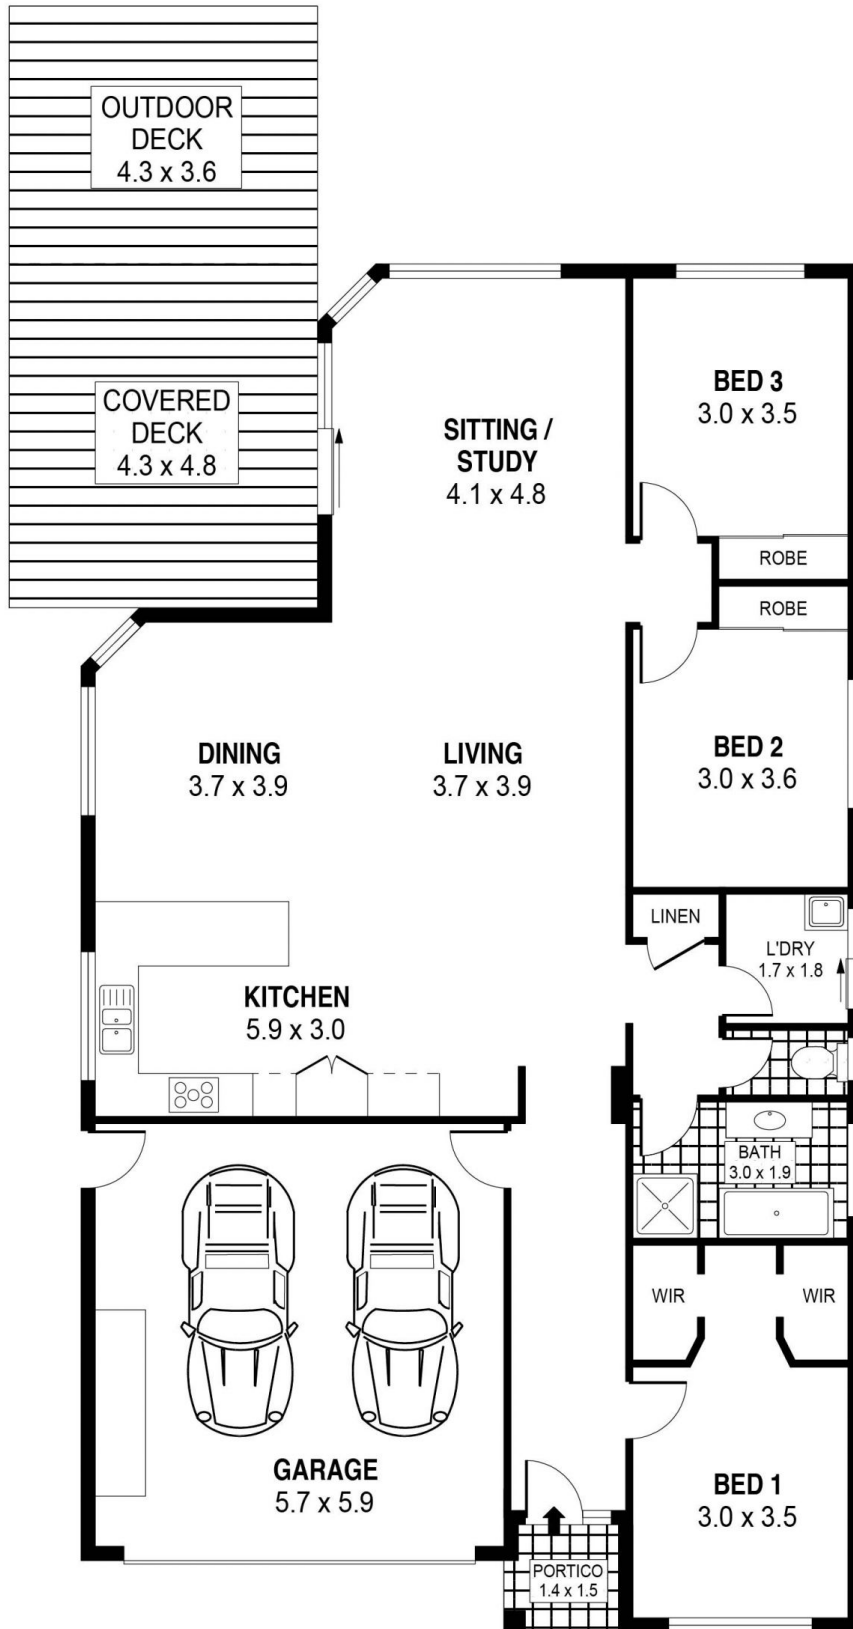 OUTDOOR
DECK
4.3 x 3.6
COVERED
DECK
4.3 x 4.8
SITTING /
STUDY
4.1 x 4.8
BED 3
3.0 x 3.5
ROBE
ROBE
BED 2
3.0 x 3.6
DINING
3.7 x 3.9
LIVING
3.7 x 3.9
LINEN
L'DRY
1.7 x 1.8
KITCHEN
5.9 x 3.0
BATH
3.0 x 1.9
WIR
WIR
GARAGE
5.7 x 5.9
BED 1
3.0 x 3.5
PORTICO
1.4 x 1.5